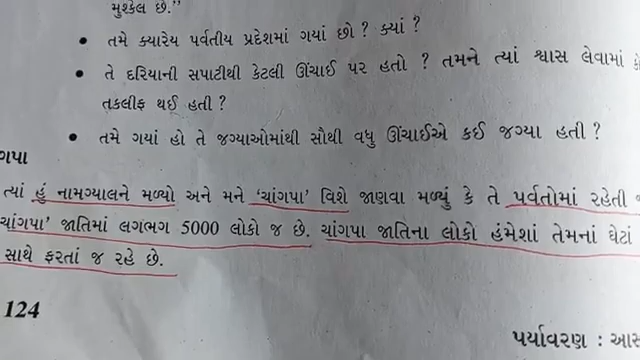 મુશ્કેલ છે.”
• તમે ક્યારેય પર્વતીય પ્રદેશમાં ગયાં છો ? ક્યાં ?
• તે દરિયાની સપાટીથી કેટલી ઊંચાઈ પર હતો ? તમને ત્યાં શ્વાસ લેવામાં
તકલીફ થઈ હતી ?
• તમે ગયાં હો તે જગ્યાઓમાંથી સૌથી વધુ ઊંચાઈએ કઈ જગ્યા હતી ?
ગપા
ત્યાં હું નામગ્યાલને મળ્યો અને મને ‘ચાંગપા’ વિશે જાણવા મળ્યું કે તે પર્વતોમાં રહેતી
ચાંગપા’ જાતિમાં લગભગ 5000 લોકો જ છે. ચાંગપા જાતિના લોકો હંમેશાં તેમનાં ઘેટાં
સાથે ફરતાં જ રહે છે.
124
પર્યાવરણ : આસ